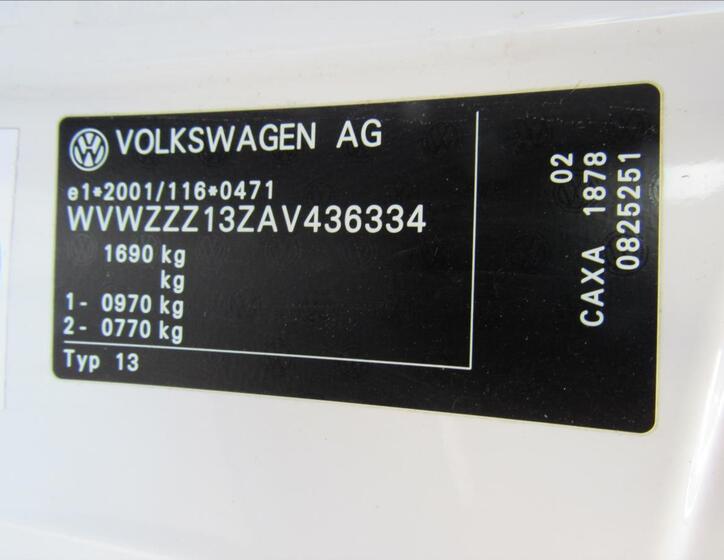 VOLKSWAGEN AG
e1*2001/116*0471
WVWZZZ13ZAV436334
1690 kg
kg
1- 0970 kg
2- 0770 kg
Typ 13
02
CAXA 1878
0825251